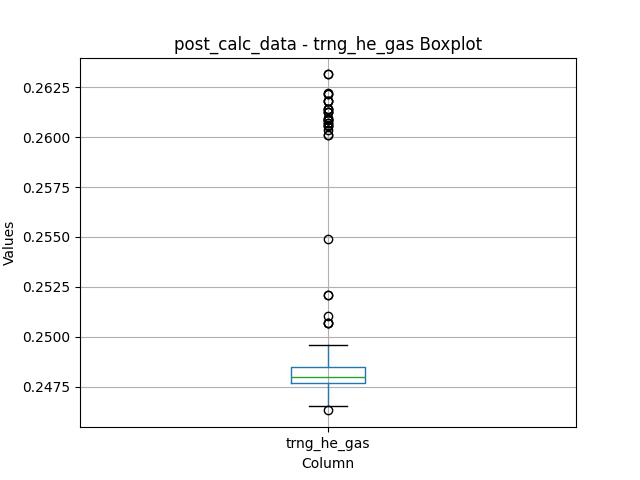 post_calc_data - trng_he_gas Boxplot
0.2625
0.2600
0.2575
0.2550
0.2525
0.2500
0.2475
Values
trng_he_gas
Column